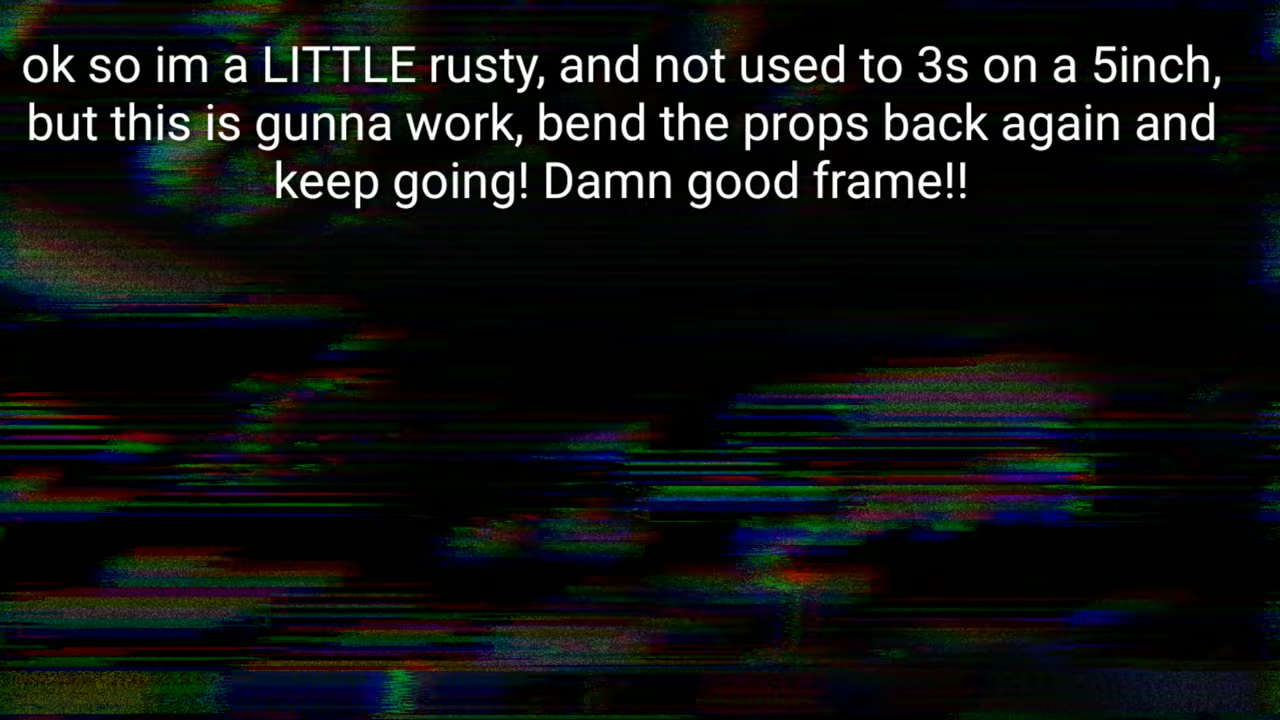 ok so im a LITTLE rusty, and not used to 3s on a 5inch,
but this is gunna work, bend the props back again and
keep going! Damn good frame!!